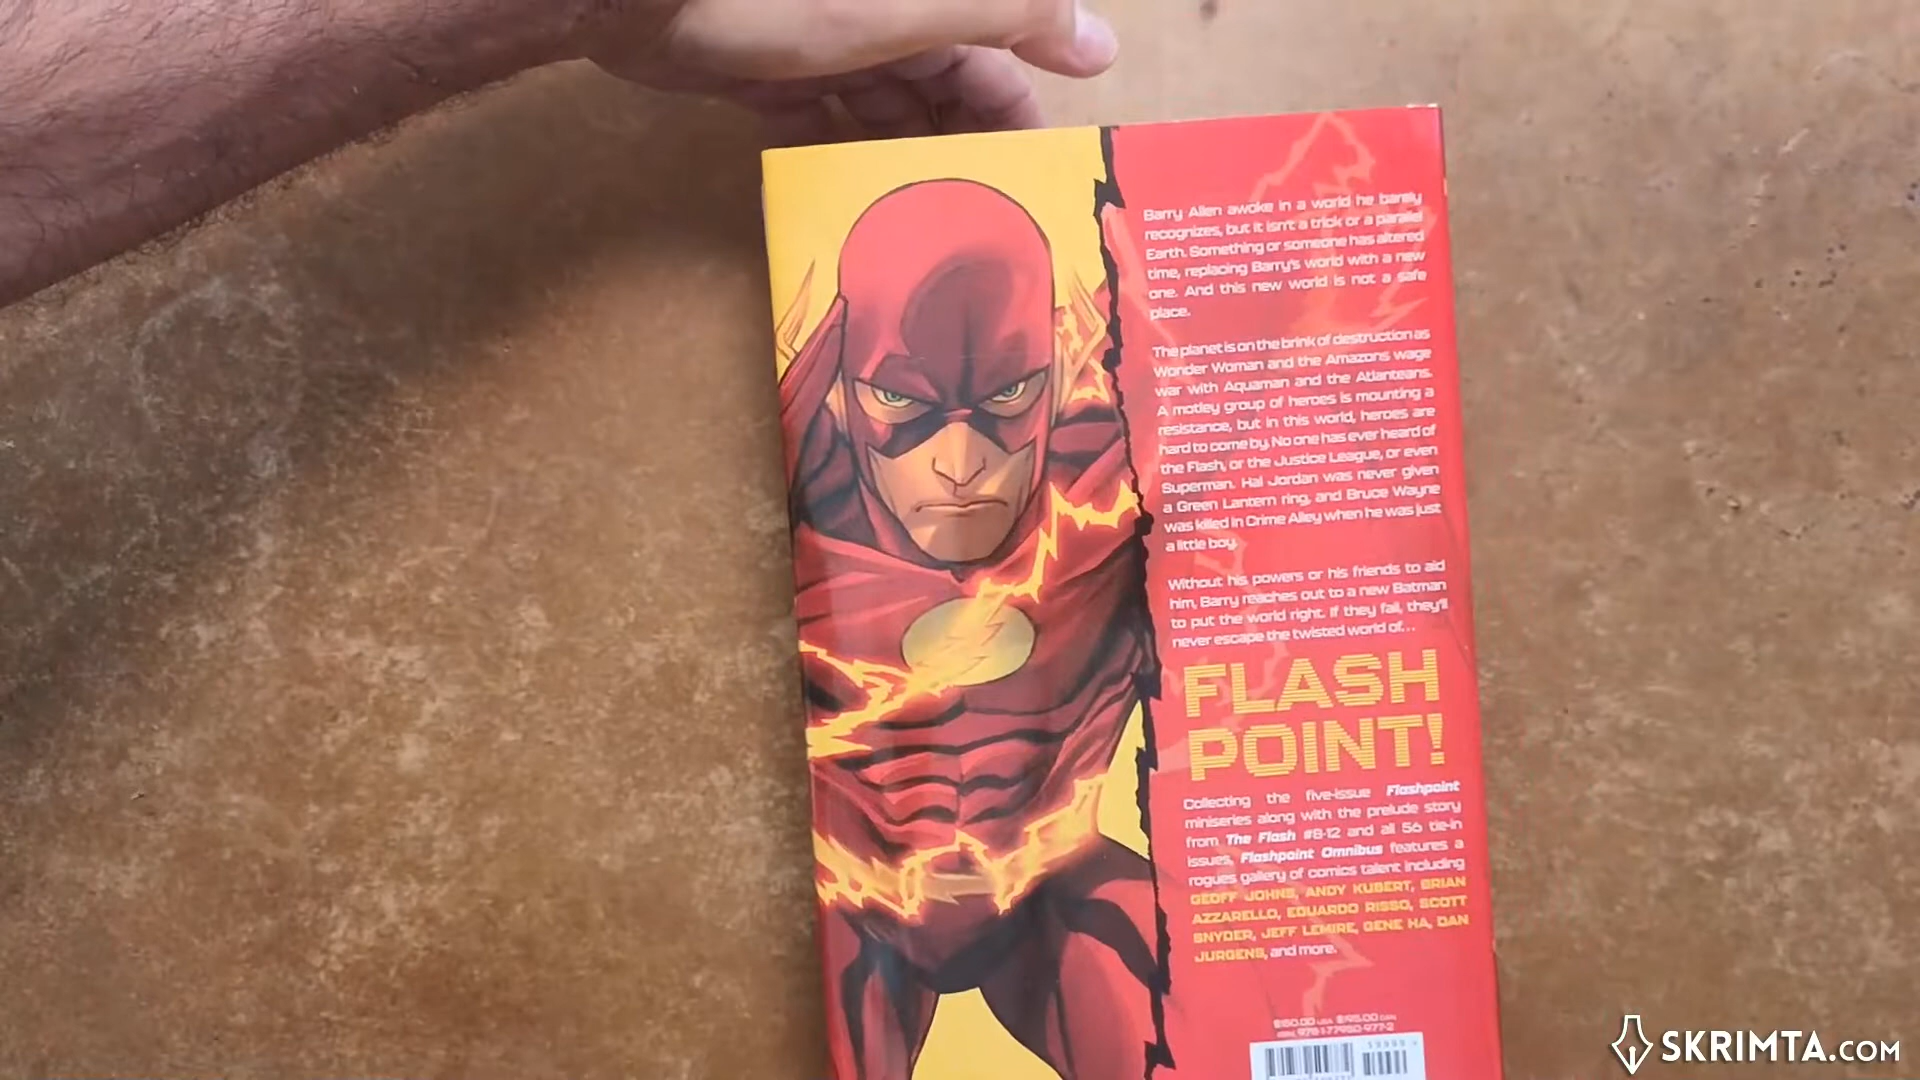 Barry Allen awoke in a world he barely
recognizes, but it isn't a trick or a parallel
Earth. Something or someone has altered
time, replacing Barry's world with a new
one. And this new world is not a safe
place.
The planet is on the brink of destruction as
Wonder Woman and the Amazons wage
war with Aquaman and the Atlanteans.
A motley group of heroes is mounting a
resistance, but in this world, heroes are
hard to come by. No one has ever heard of
the Flash, or the Justice League, or even
Superman. Hal Jordan was never given
a Green Lantern ring, and Bruce Wayne
was killed in Crime Alley when he was just
a little boy.
Without his powers or his friends to aid
him, Barry reaches out to a new Batman
to put the world right. If they fail, they'll
never escape the twisted world of...
FLASH
POINT!
Collecting the five-issue Flashpoint
miniseries along with the prelude story
from The Flash #8-12 and all 56 tie-in
issues, Flashpoint Omnibus features a
rogues gallery of comics talent including
GEOFF JOHNS, ANDY KUBERT, BRIAN
AZZARELLO, EDUARDO RISSO, SCOTT
SNYDER, JEFF LEMIRE, GENE HA, DAN
JURGENS, and more.
USA CAN
ISBN: 978-1-77950-977-2
SKRIMTA.COM